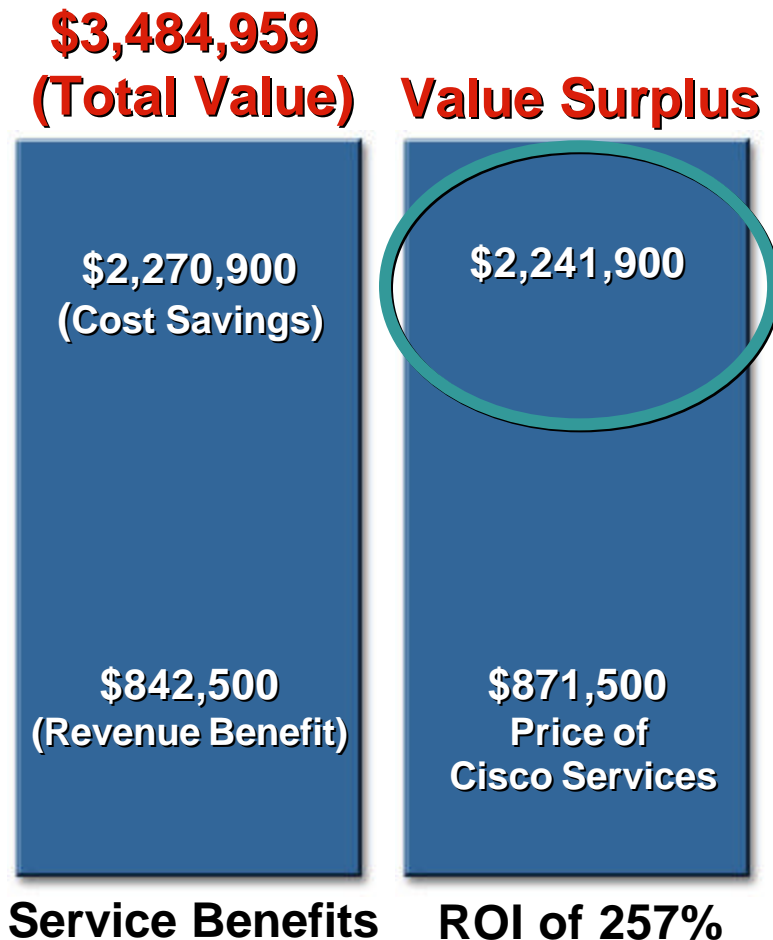 $3,484,959
(Total Value)
Value Surplus
$2,270,900
(Cost Savings)
$2,241,900
$842,500
(Revenue Benefit)
$871,500
Price of
Cisco Services
Service Benefits
ROI of 257%